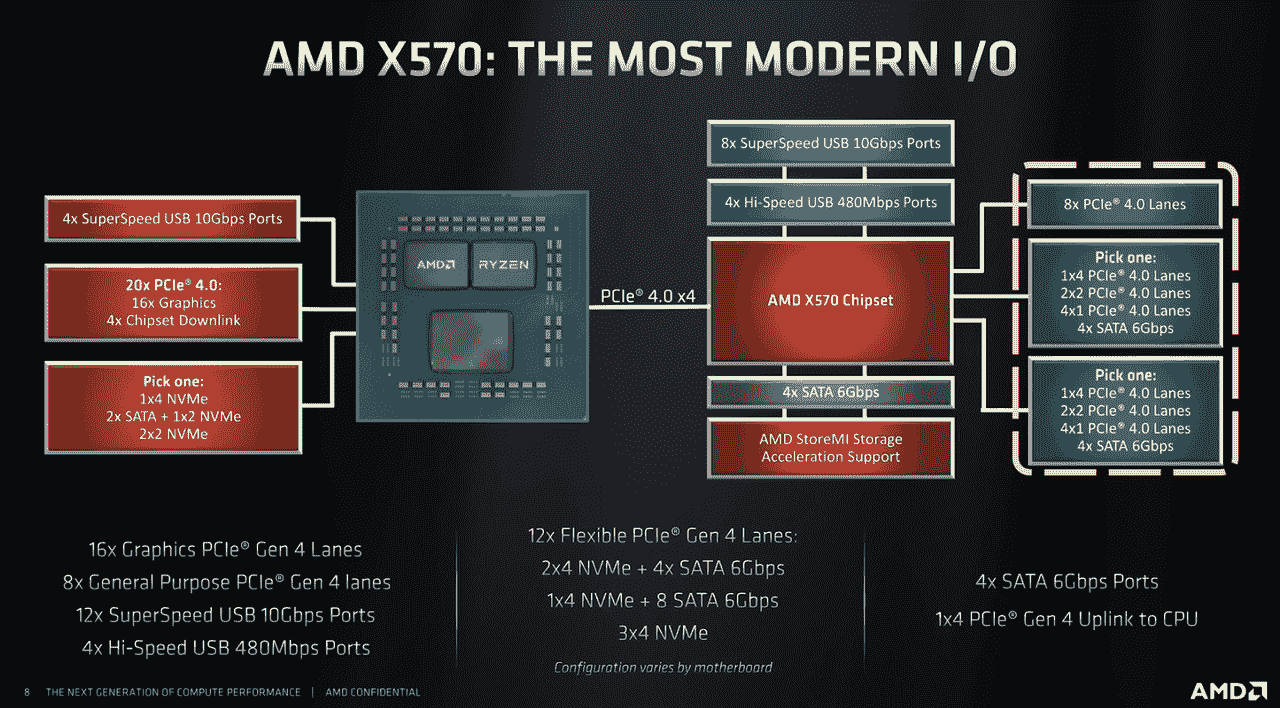 AMD X570: THE MOST MODERN I/O
4x SuperSpeed USB 10Gbps Ports
20x PCIe® 4.0:
16x Graphics
4x Chipset Downlink
Pick one:
1x4 NVMe
2x SATA + 1x2 NVMe
2x2 NVMe
AMD RYZEN
PCIe® 4.0 x4
8x SuperSpeed USB 10Gbps Ports
4x Hi-Speed USB 480Mbps Ports
AMD X570 Chipset
4x SATA 6Gbps
AMD StoreMI Storage
Acceleration Support
8x PCIe® 4.0 Lanes
Pick one:
1x4 PCIe® 4.0 Lanes
2x2 PCIe® 4.0 Lanes
4x1 PCIe® 4.0 Lanes
4x SATA 6Gbps
Pick one:
1x4 PCIe® 4.0 Lanes
2x2 PCIe® 4.0 Lanes
4x1 PCIe® 4.0 Lanes
4x SATA 6Gbps
16x Graphics PCIe® Gen 4 Lanes
8x General Purpose PCIe® Gen 4 lanes
12x SuperSpeed USB 10Gbps Ports
4x Hi-Speed USB 480Mbps Ports
12x Flexible PCIe® Gen 4 Lanes:
2x4 NVMe + 4x SATA 6Gbps
1x4 NVMe + 8 SATA 6Gbps
3x4 NVMe
Configuration varies by motherboard
4x SATA 6Gbps Ports
1x4 PCIe® Gen 4 Uplink to CPU
8 THE NEXT GENERATION OF COMPUTE PERFORMANCE | AMD CONFIDENTIAL
AMD